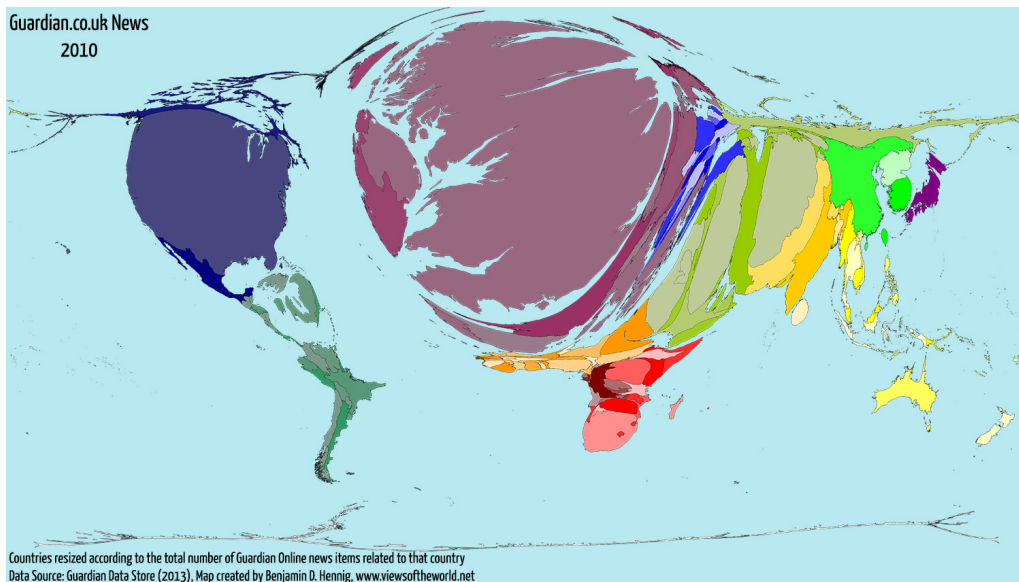 Guardian.co.uk News
2010
Countries resized according to the total number of Guardian Online news items related to that country
Data Source: Guardian Data Store (2013), Map created by Benjamin D. Hennig, www.viewsoftheworld.net